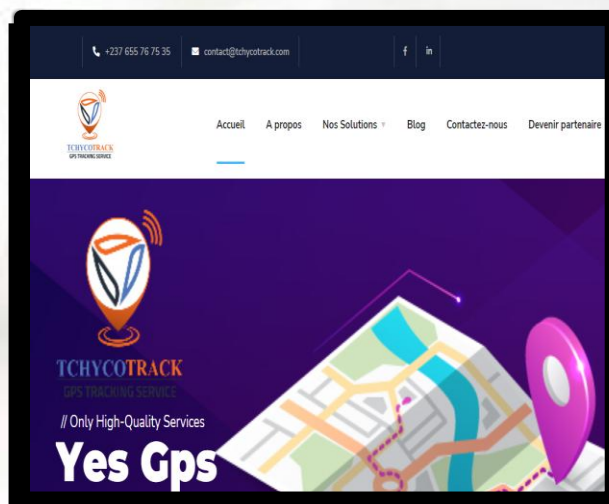 +237 655 76 75 35 contact@tchycotrack.com f in
TCHYCOTRACK
GPS TRACKING SERVICE
Accueil A propos Nos Solutions Blog Contactez-nous Devenir partenaire
TCHYCOTRACK
GPS TRACKING SERVICE
// Only High-Quality Services
Yes Gps